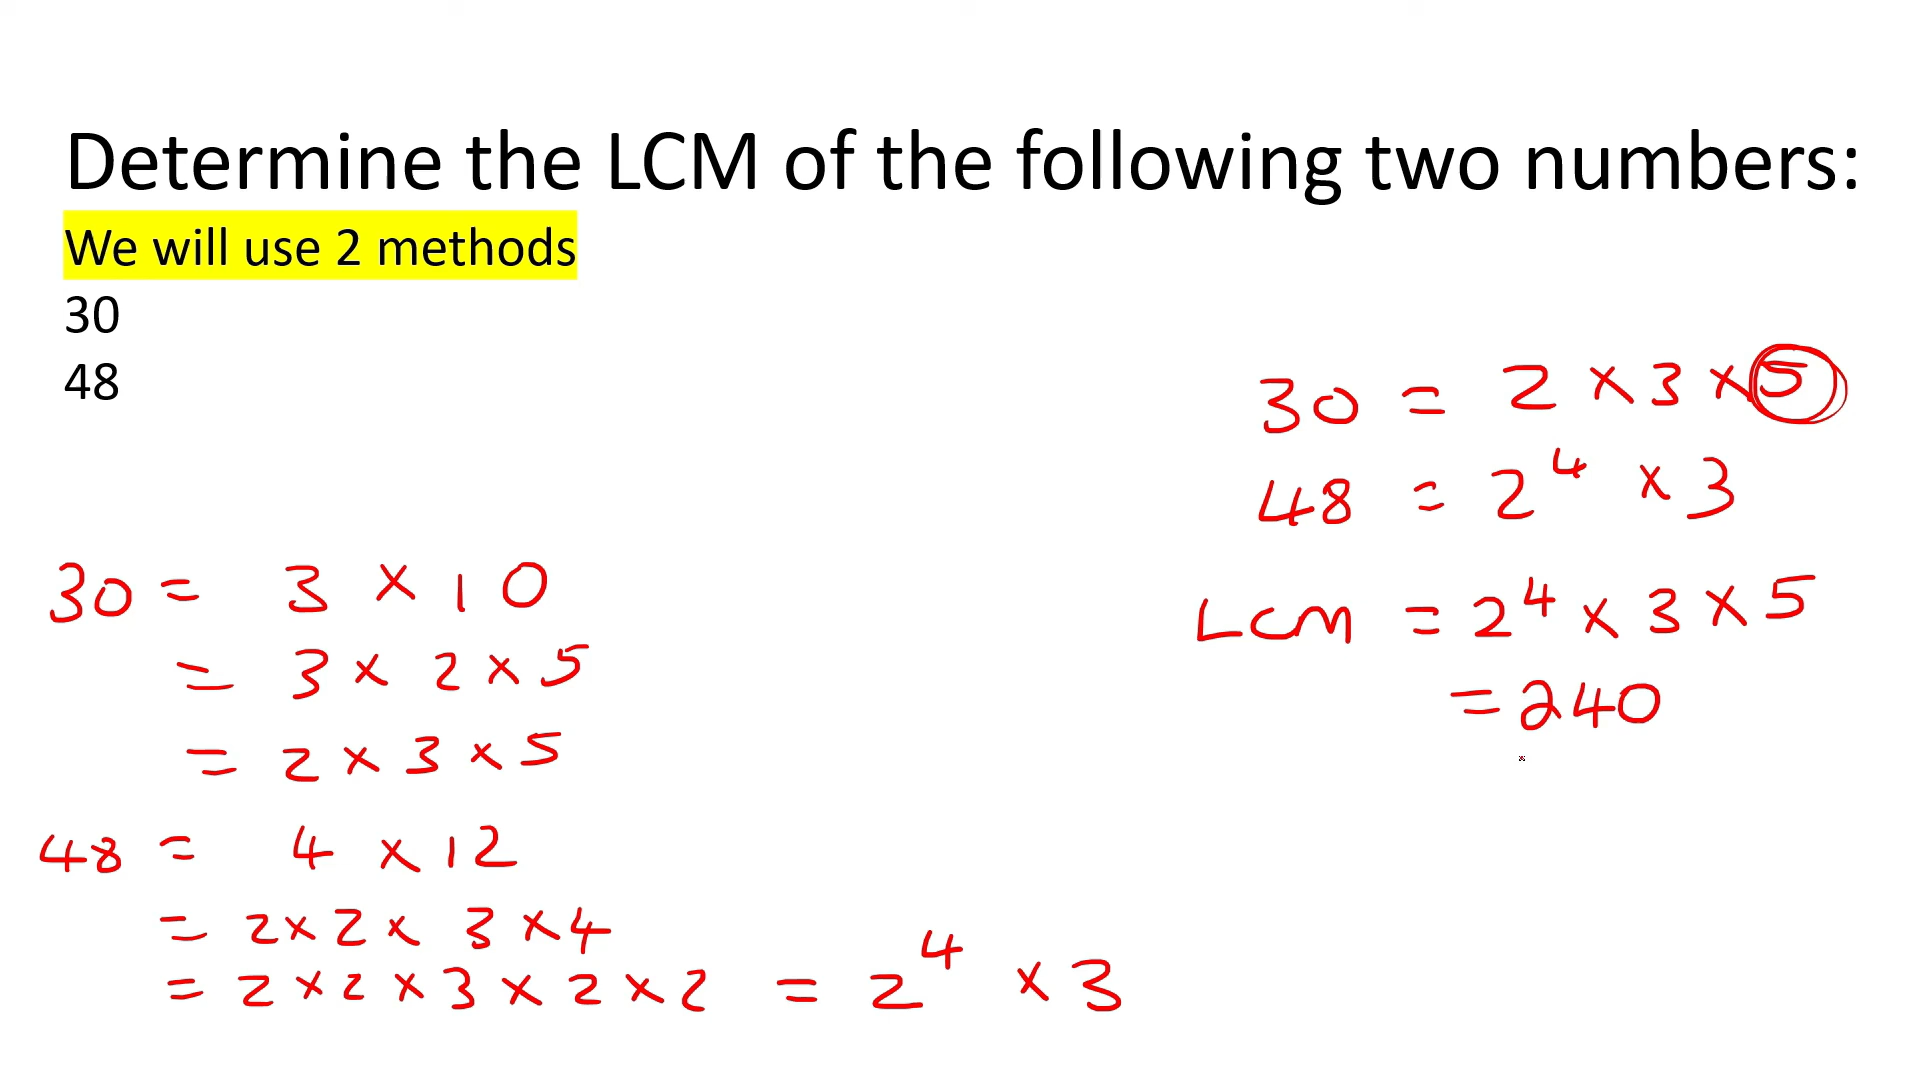 Determine the LCM of the following two numbers:
We will use 2 methods
30
48
30 = 3 × 10
= 3 × 2 × 5
= 2 × 3 × 5
48 = 4 × 12
= 2 × 2 × 3 × 4
= 2 × 2 × 3 × 2 × 2 = 2⁴ × 3
30 = 2 × 3 × 5
48 = 2⁴ × 3
LCM = 2⁴ × 3 × 5
= 240